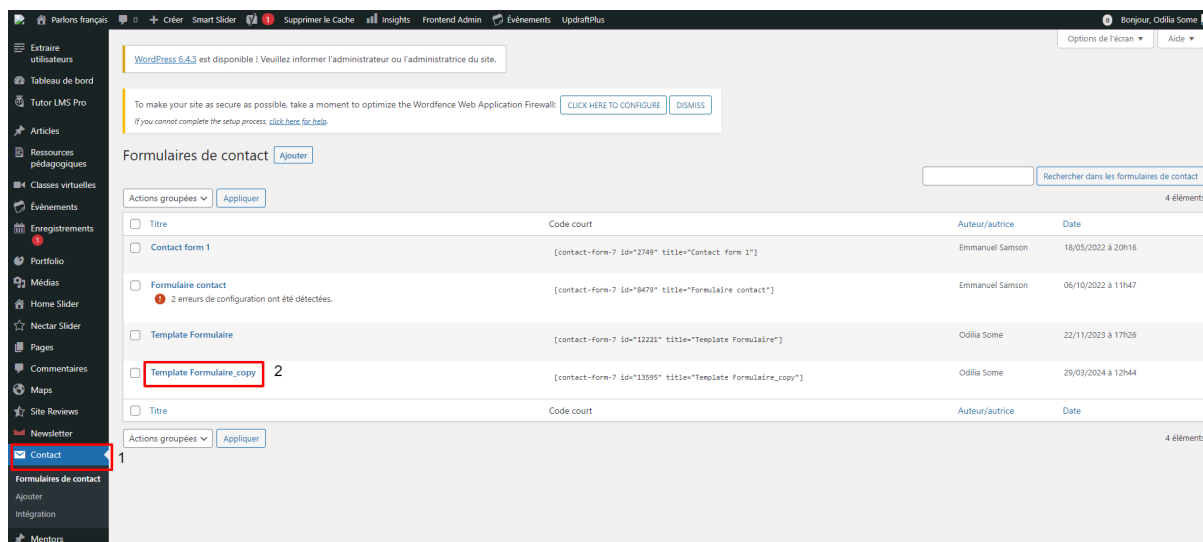 Parlons français 0 + Créer Smart Slider 1 Supprimer le Cache Insights Frontend Admin Évènements UpdraftPlus 0 Bonjour, Odilia Some
Options de l'écran ▼ Aide ▼
Extraire
utilisateurs
Tableau de bord
Tutor LMS Pro
Articles
Ressources
pédagogiques
Classes virtuelles
Évènements
Enregistrements
1
Portfolio
Médias
Home Slider
Nectar Slider
Pages
Commentaires
Maps
Site Reviews
Newsletter
Contact
1
Formulaires de contact
Ajouter
Intégration
Mentors
WordPress 6.4.3 est disponible ! Veuillez informer l'administrateur ou l'administratrice du site.
To make your site as secure as possible, take a moment to optimize the Wordfence Web Application Firewall: CLICK HERE TO CONFIGURE DISMISS
If you cannot complete the setup process, click here for help.
Formulaires de contact Ajouter
Rechercher dans les formulaires de contact
Actions groupées Appliquer 4 éléments
Titre Code court Auteur/autrice Date
Contact form 1 [contact-form-7 id="2749" title="Contact form 1"] Emmanuel Samson 18/05/2022 à 20h16
Formulaire contact [contact-form-7 id="8479" title="Formulaire contact"] Emmanuel Samson 06/10/2022 à 11h47
2 erreurs de configuration ont été détectées.
Template Formulaire [contact-form-7 id="12221" title="Template Formulaire"] Odilia Some 22/11/2023 à 17h26
Template Formulaire_copy 2 [contact-form-7 id="13595" title="Template Formulaire_copy"] Odilia Some 29/03/2024 à 12h44
Titre Code court Auteur/autrice Date
Actions groupées Appliquer 4 éléments